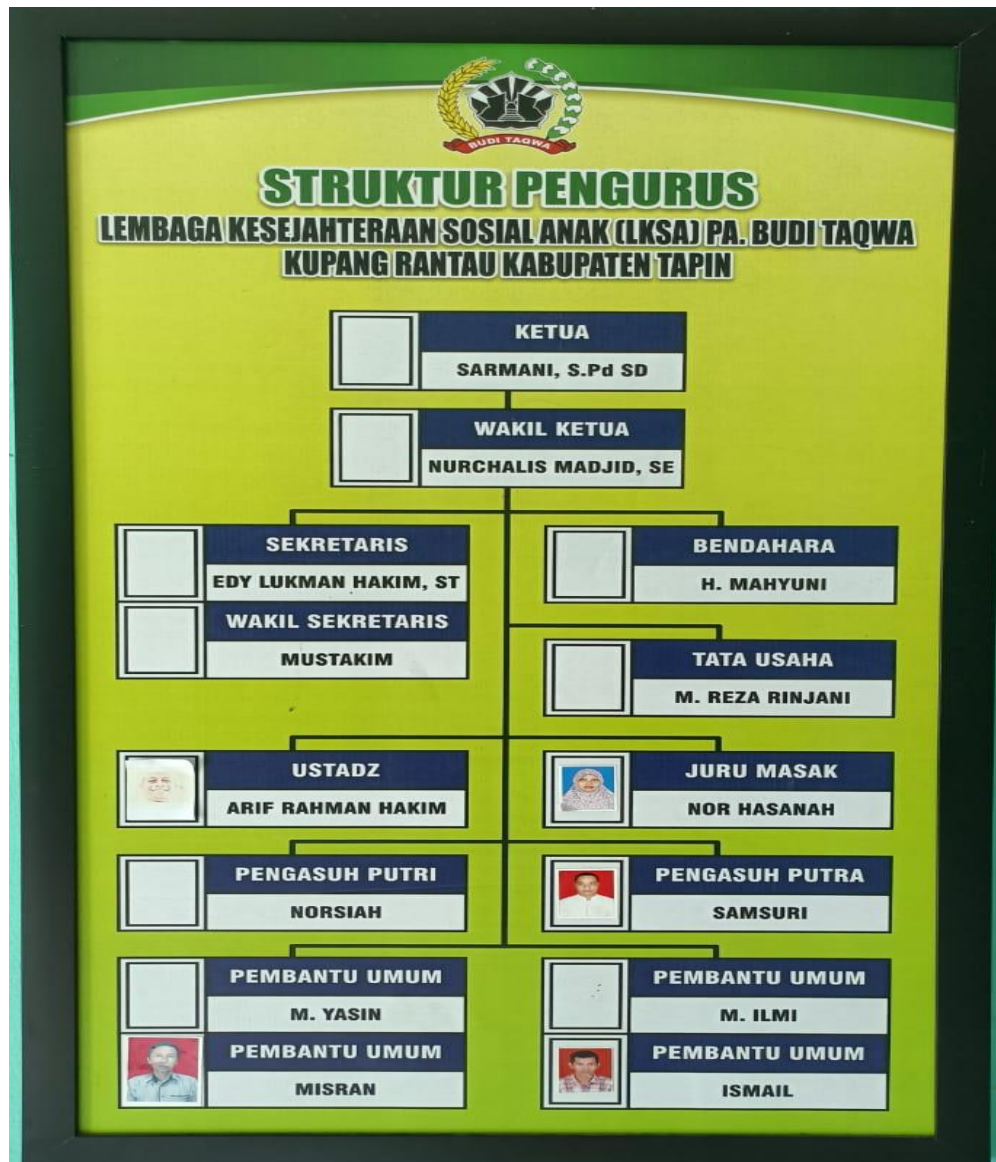 BUDI TAQWA
STRUKTUR PENGURUS
LEMBAGA KESEJAHTERAAN SOSIAL ANAK (LKSA) PA. BUDI TAQWA
KUPANG RANTAU KABUPATEN TAPIN
KETUA
SARMANI, S.Pd SD
WAKIL KETUA
NURCHALIS MADJID, SE
SEKRETARIS
EDY LUKMAN HAKIM, ST
WAKIL SEKRETARIS
MUSTAKIM
BENDAHARA
H. MAHYUNI
TATA USAHA
M. REZA RINJANI
USTADZ
ARIF RAHMAN HAKIM
JURU MASAK
NOR HASANAH
PENGASUH PUTRI
NORSIAH
PENGASUH PUTRA
SAMSURI
PEMBANTU UMUM
M. YASIN
PEMBANTU UMUM
MISRAN
PEMBANTU UMUM
M. ILMI
PEMBANTU UMUM
ISMAIL